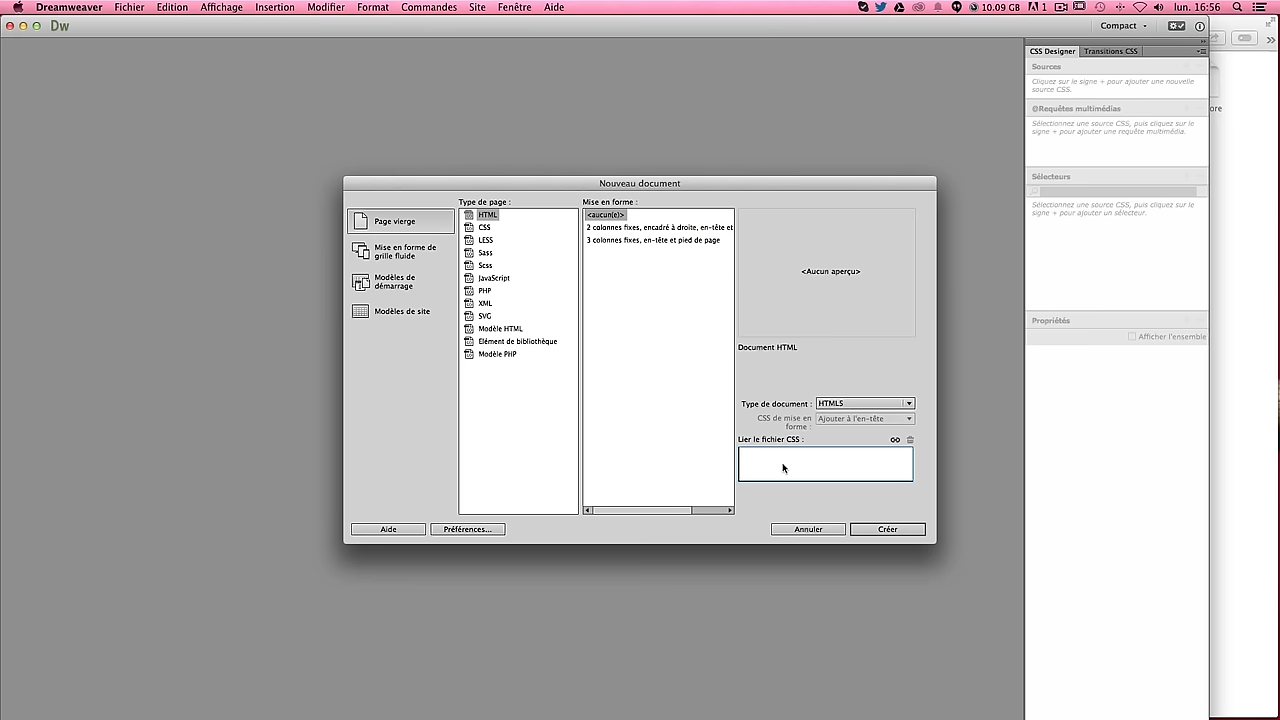 Dreamweaver Fichier Edition Affichage Insertion Modifier Format Commandes Site Fenêtre Aide 10.09 GB 1 lun. 16:56
Dw Compact
CSS Designer Transitions CSS
Sources
Cliquez sur le signe + pour ajouter une nouvelle
source CSS.
@Requêtes multimédias
Sélectionnez une source CSS, puis cliquez sur le
signe + pour ajouter une requête multimédia.
Sélecteurs
Sélectionnez une source CSS, puis cliquez sur le
signe + pour ajouter un sélecteur.
Propriétés
Afficher l'ensemble
ore
Nouveau document
Page vierge
Mise en forme de
grille fluide
Modèles de
démarrage
Modèles de site
Type de page :
HTML
CSS
LESS
Sass
Scss
JavaScript
PHP
XML
SVG
Modèle HTML
Elément de bibliothèque
Modèle PHP
Mise en forme :
<aucun(e)>
2 colonnes fixes, encadré à droite, en-tête et
3 colonnes fixes, en-tête et pied de page
<Aucun aperçu>
Document HTML
Type de document : HTML5
CSS de mise en
forme : Ajouter à l'en-tête
Lier le fichier CSS :
Aide Préférences... Annuler Créer